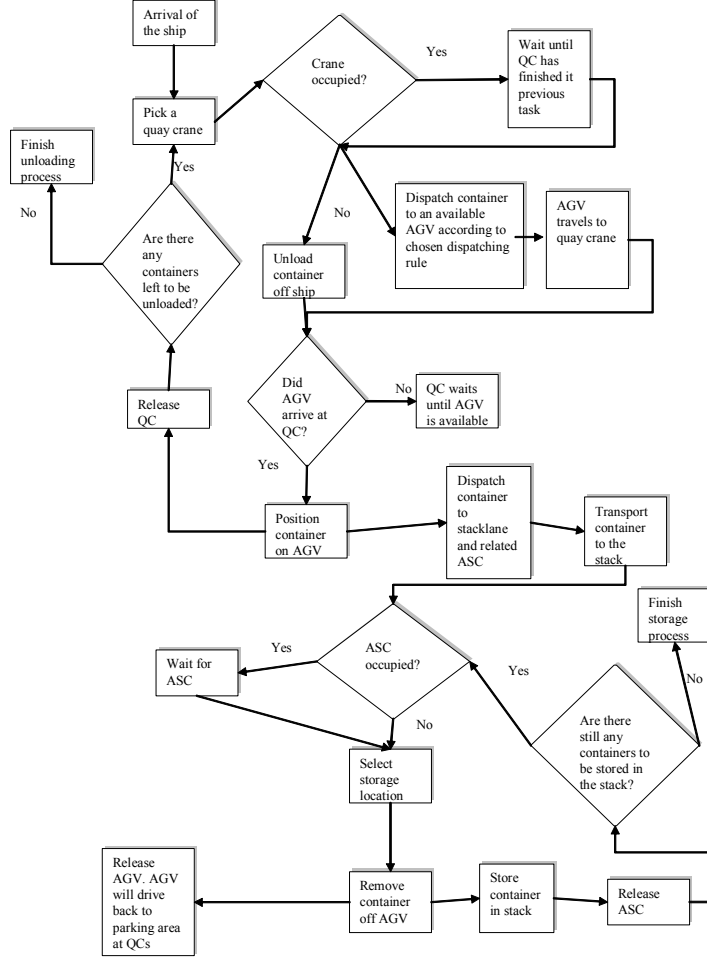 Arrival of
the ship
Pick a
quay crane
Crane
occupied?
Yes
Wait until
QC has
finished it
previous
task
Finish
unloading
process
Yes
No
Are there
any
containers
left to be
unloaded?
No
Unload
container
off ship
Dispatch container
to an available
AGV according to
chosen dispatching
rule
AGV
travels to
quay crane
Did
AGV
arrive at
QC?
No
QC waits
until AGV
is available
Release
QC
Yes
Position
container
on AGV
Dispatch
container
to
stacklane
and related
ASC
Transport
container
to the
stack
Finish
storage
process
ASC
occupied?
Yes
Wait for
ASC
No
Yes
No
Are there
still any
containers to
be stored in
the stack?
Select
storage
location
Release
AGV. AGV
will drive
back to
parking area
at QCs
Remove
container
off AGV
Store
container
in stack
Release
ASC